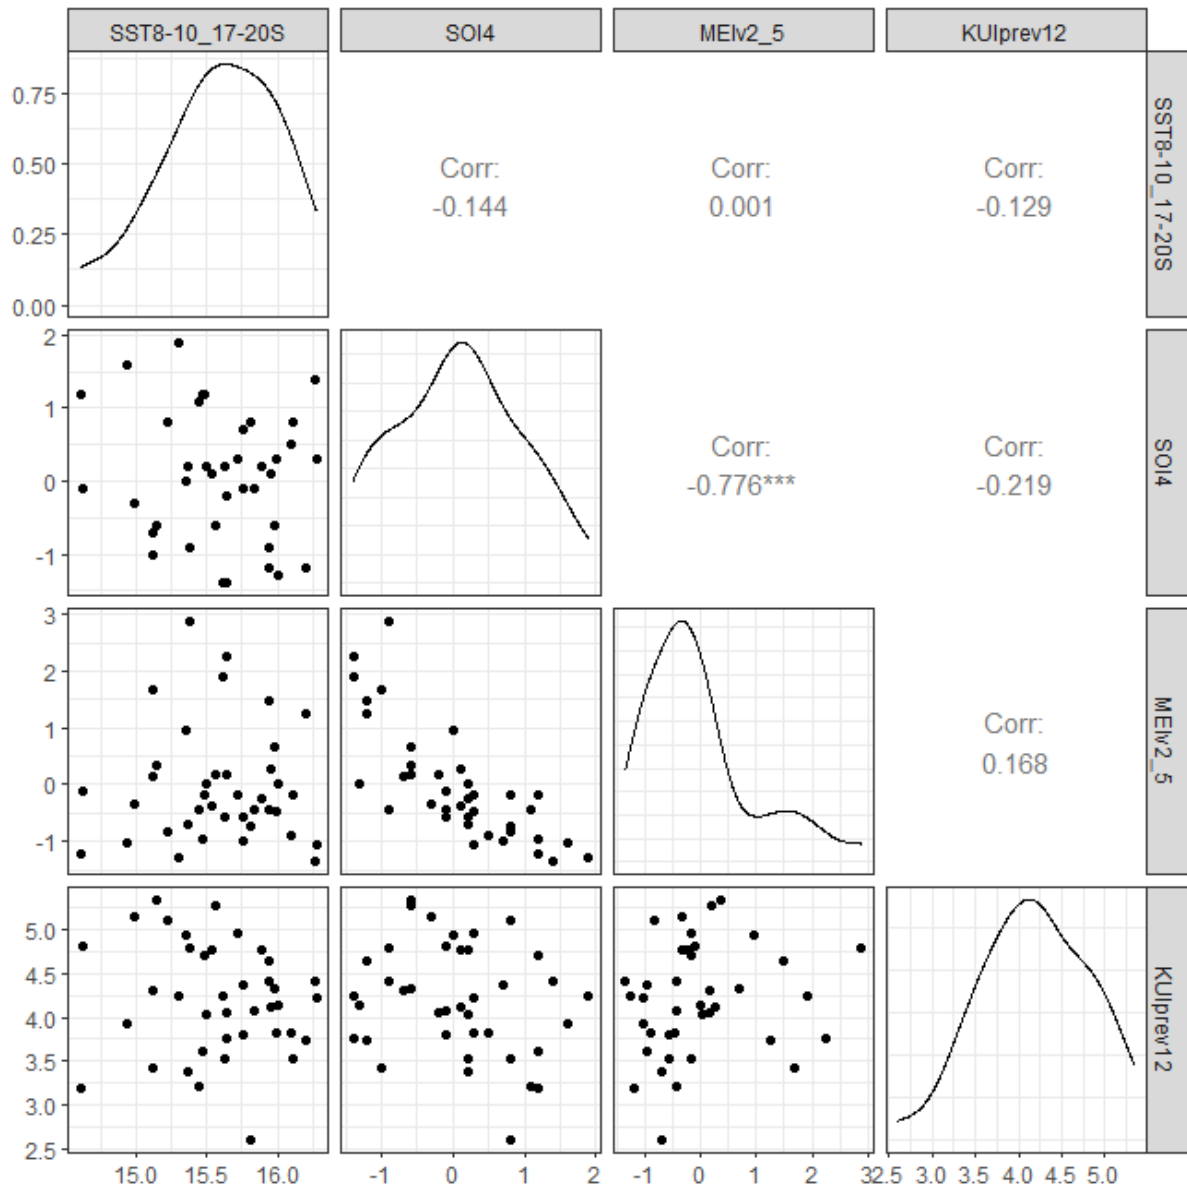 SST8-10_17-20S SOI4 MEIv2_5 KUIprev12
0.75
0.50
0.25
0.00
Corr:
-0.144
Corr:
0.001
Corr:
-0.129
SST8-10_17-20S
2
1
0
-1
Corr:
-0.776***
Corr:
-0.219
SOI4
3
2
1
0
-1
Corr:
0.168
MEIv2_5
5.0
4.5
4.0
3.5
3.0
2.5
KUIprev12
15.0 15.5 16.0 -1 0 1 2 -1 0 1 2 3 2.5 3.0 3.5 4.0 4.5 5.0